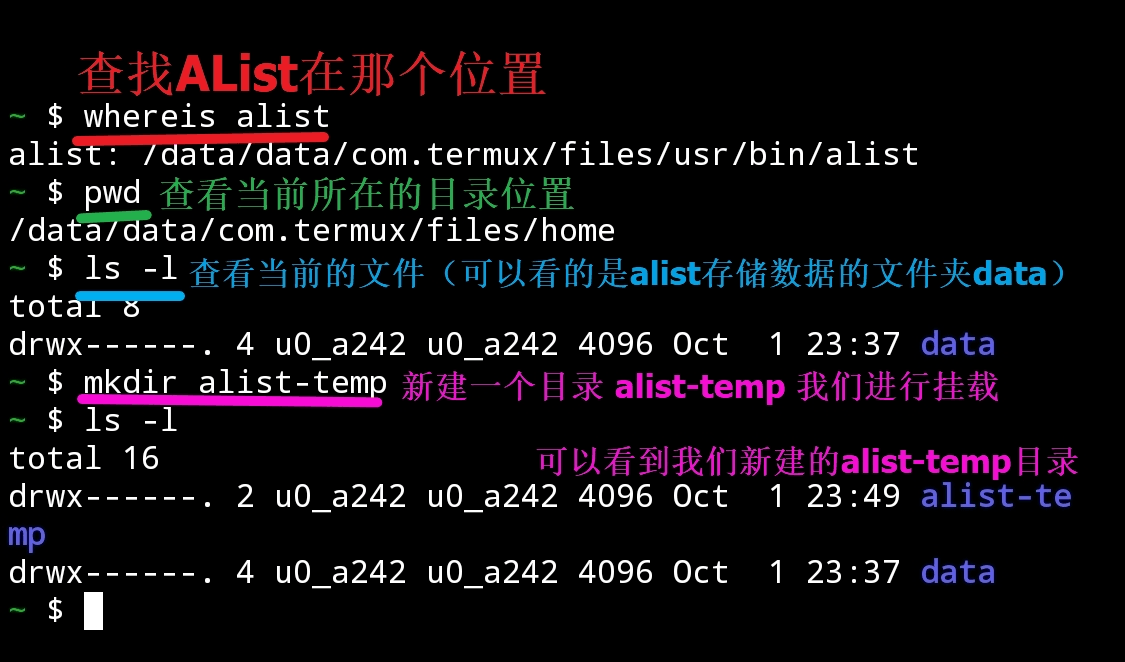 查找AList在那个位置
~ $ whereis alist
alist: /data/data/com.termux/files/usr/bin/alist
~ $ pwd 查看当前所在的目录位置
/data/data/com.termux/files/home
~ $ ls -l 查看当前的文件（可以看的是alist存储数据的文件夹data）
total 8
drwx------. 4 u0_a242 u0_a242 4096 Oct  1 23:37 data
~ $ mkdir alist-temp 新建一个目录 alist-temp 我们进行挂载
~ $ ls -l
total 16 可以看到我们新建的alist-temp目录
drwx------. 2 u0_a242 u0_a242 4096 Oct  1 23:49 alist-te
mp
drwx------. 4 u0_a242 u0_a242 4096 Oct  1 23:37 data
~ $